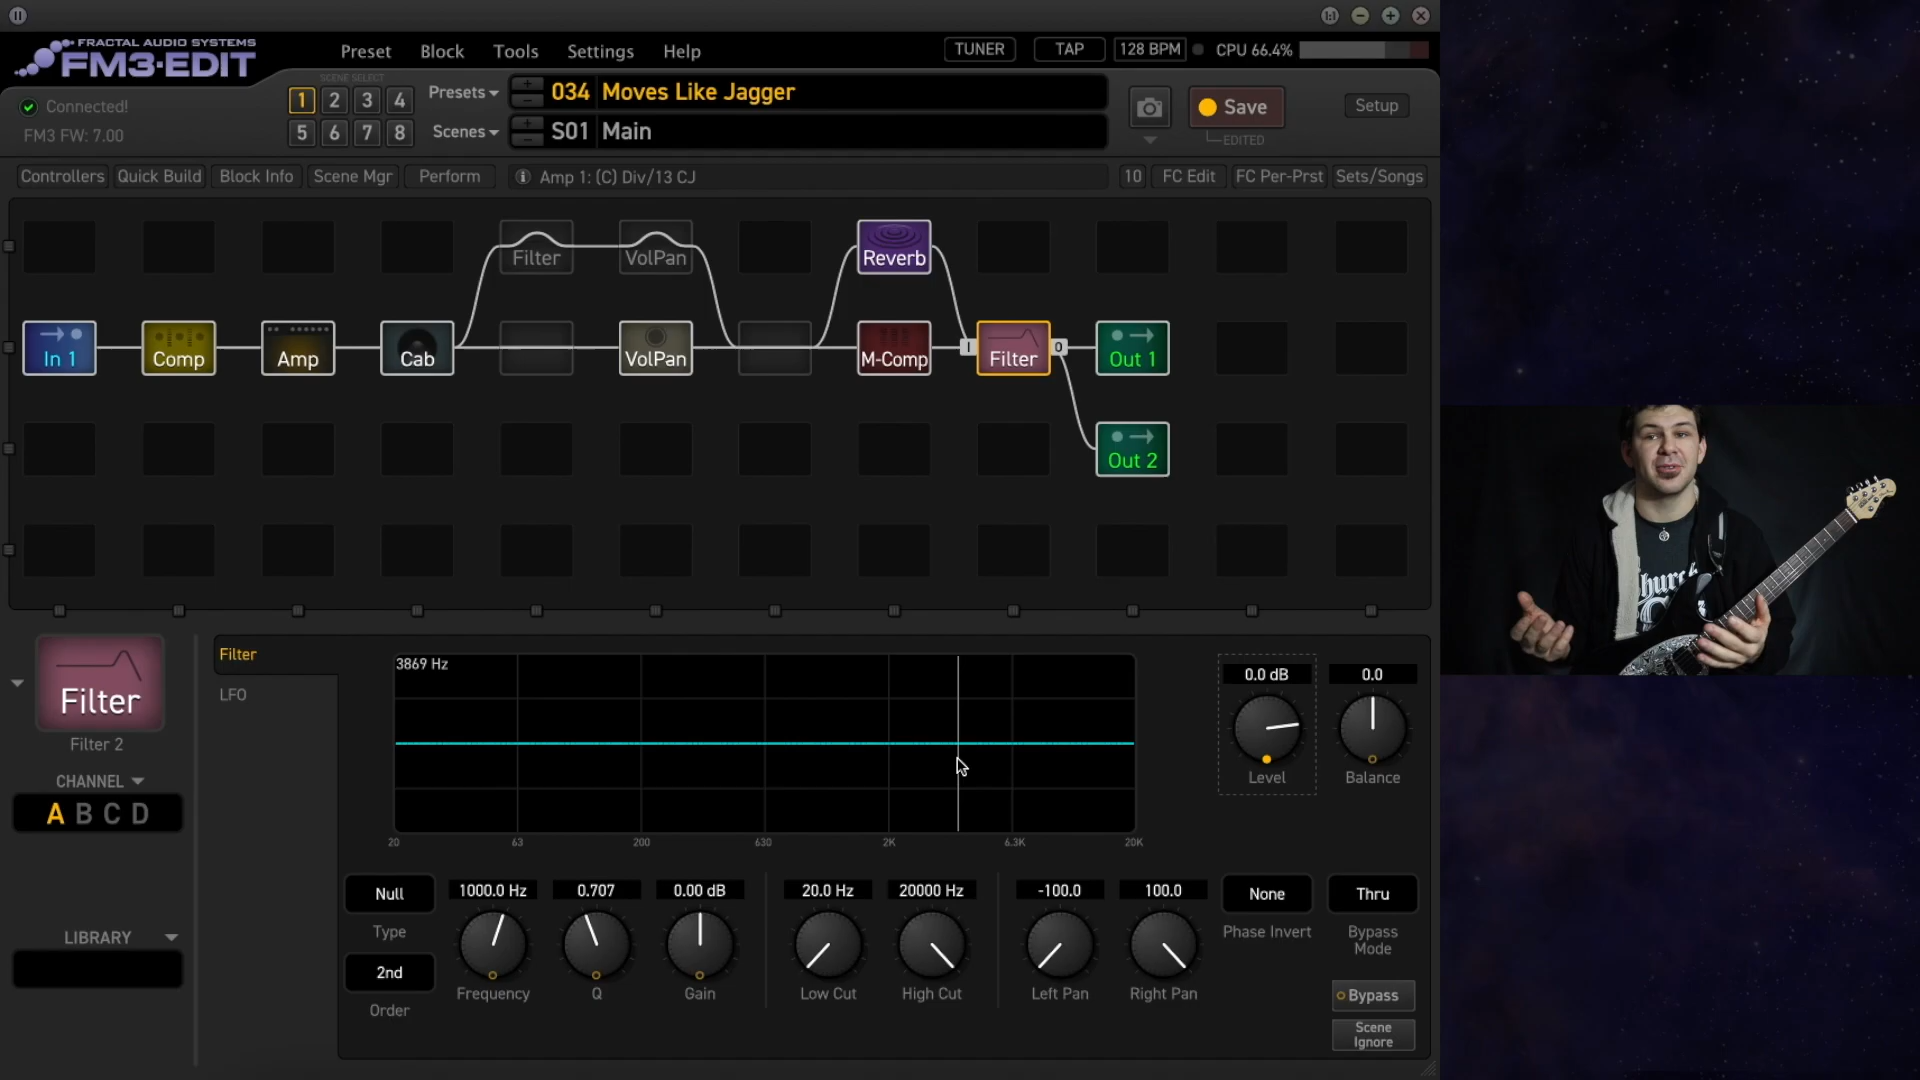 1:1
FRACTAL AUDIO SYSTEMS
FM3-EDIT
Preset Block Tools Settings Help
TUNER TAP 128 BPM CPU 66.4%
SCENE SELECT
Connected!
FM3 FW: 7.00
1 2 3 4
5 6 7 8
Presets 034 Moves Like Jagger
Scenes S01 Main
Save
EDITED
Setup
Controllers Quick Build Block Info Scene Mgr Perform Amp 1: (C) Div/13 CJ 10 FC Edit FC Per-Prst Sets/Songs
Filter VolPan Reverb
In 1 Comp Amp Cab VolPan M-Comp I Filter O Out 1
Out 2
Filter
Filter 2
CHANNEL
A B C D
LIBRARY
Filter
LFO
3869 Hz
20 63 200 630 2K 6.3K 20K
0.0 dB 0.0
Level Balance
Null 1000.0 Hz 0.707 0.00 dB 20.0 Hz 20000 Hz -100.0 100.0 None Thru
Type Phase Invert Bypass Mode
2nd
Order
Frequency Q Gain Low Cut High Cut Left Pan Right Pan
Bypass
Scene
Ignore